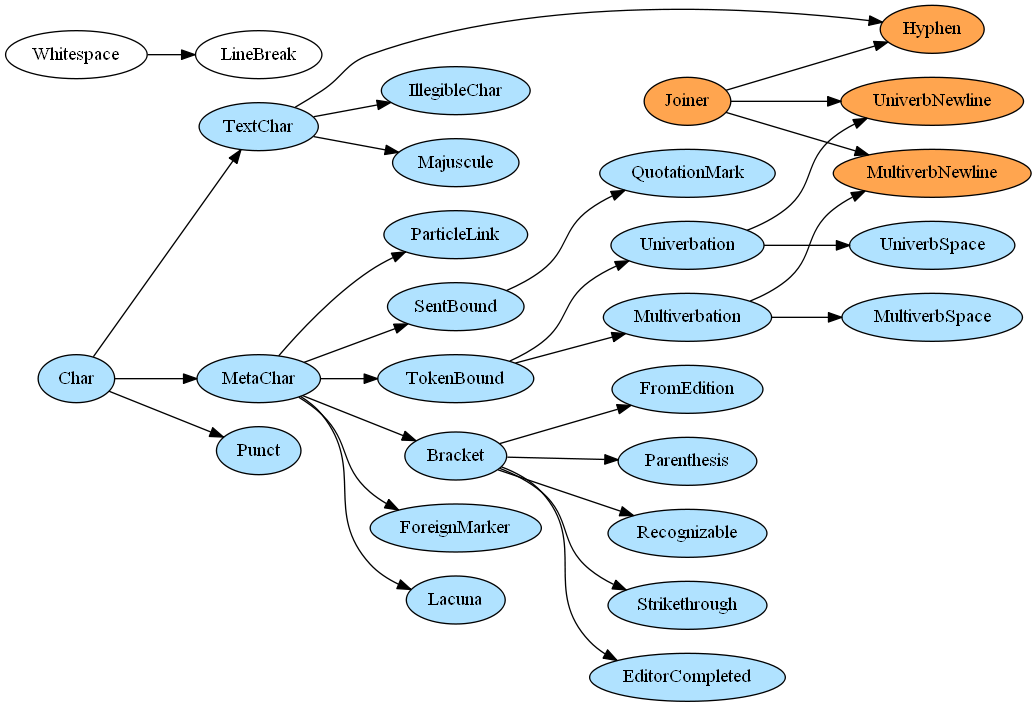 Whitespace
LineBreak
Hyphen
IllegibleChar
Joiner
UniverbNewline
TextChar
Majuscule
QuotationMark
MultiverbNewline
ParticleLink
Univerbation
UniverbSpace
SentBound
Multiverbation
MultiverbSpace
Char
MetaChar
TokenBound
FromEdition
Punct
Bracket
Parenthesis
ForeignMarker
Recognizable
Lacuna
Strikethrough
EditorCompleted